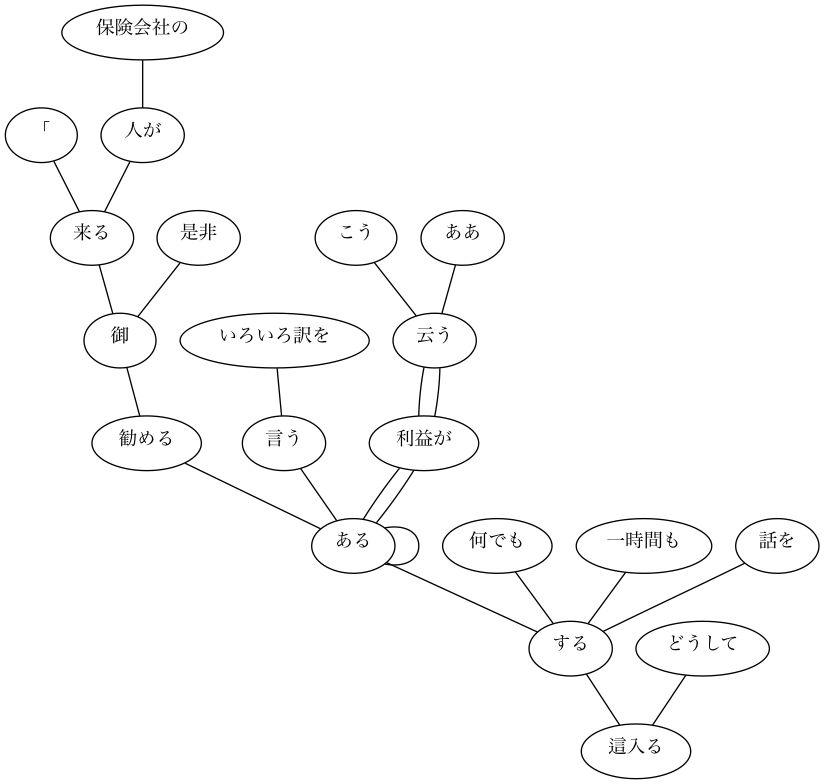 保険会社の
「
人が
来る
是非
こう
ああ
御
いろいろ訳を
云う
勧める
言う
利益が
ある
何でも
一時間も
話を
する
どうして
這入る